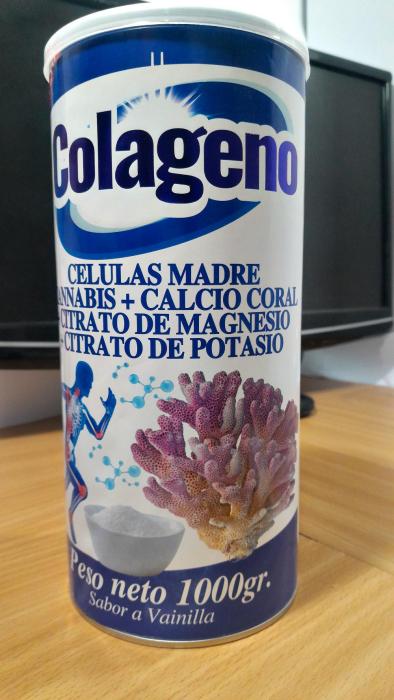 Colageno
CELULAS MADRE
ANNABIS + CALCIO CORAL
CITRATO DE MAGNESIO
-CITRATO DE POTASIO
Peso neto 1000gr.
Sabor a Vainilla